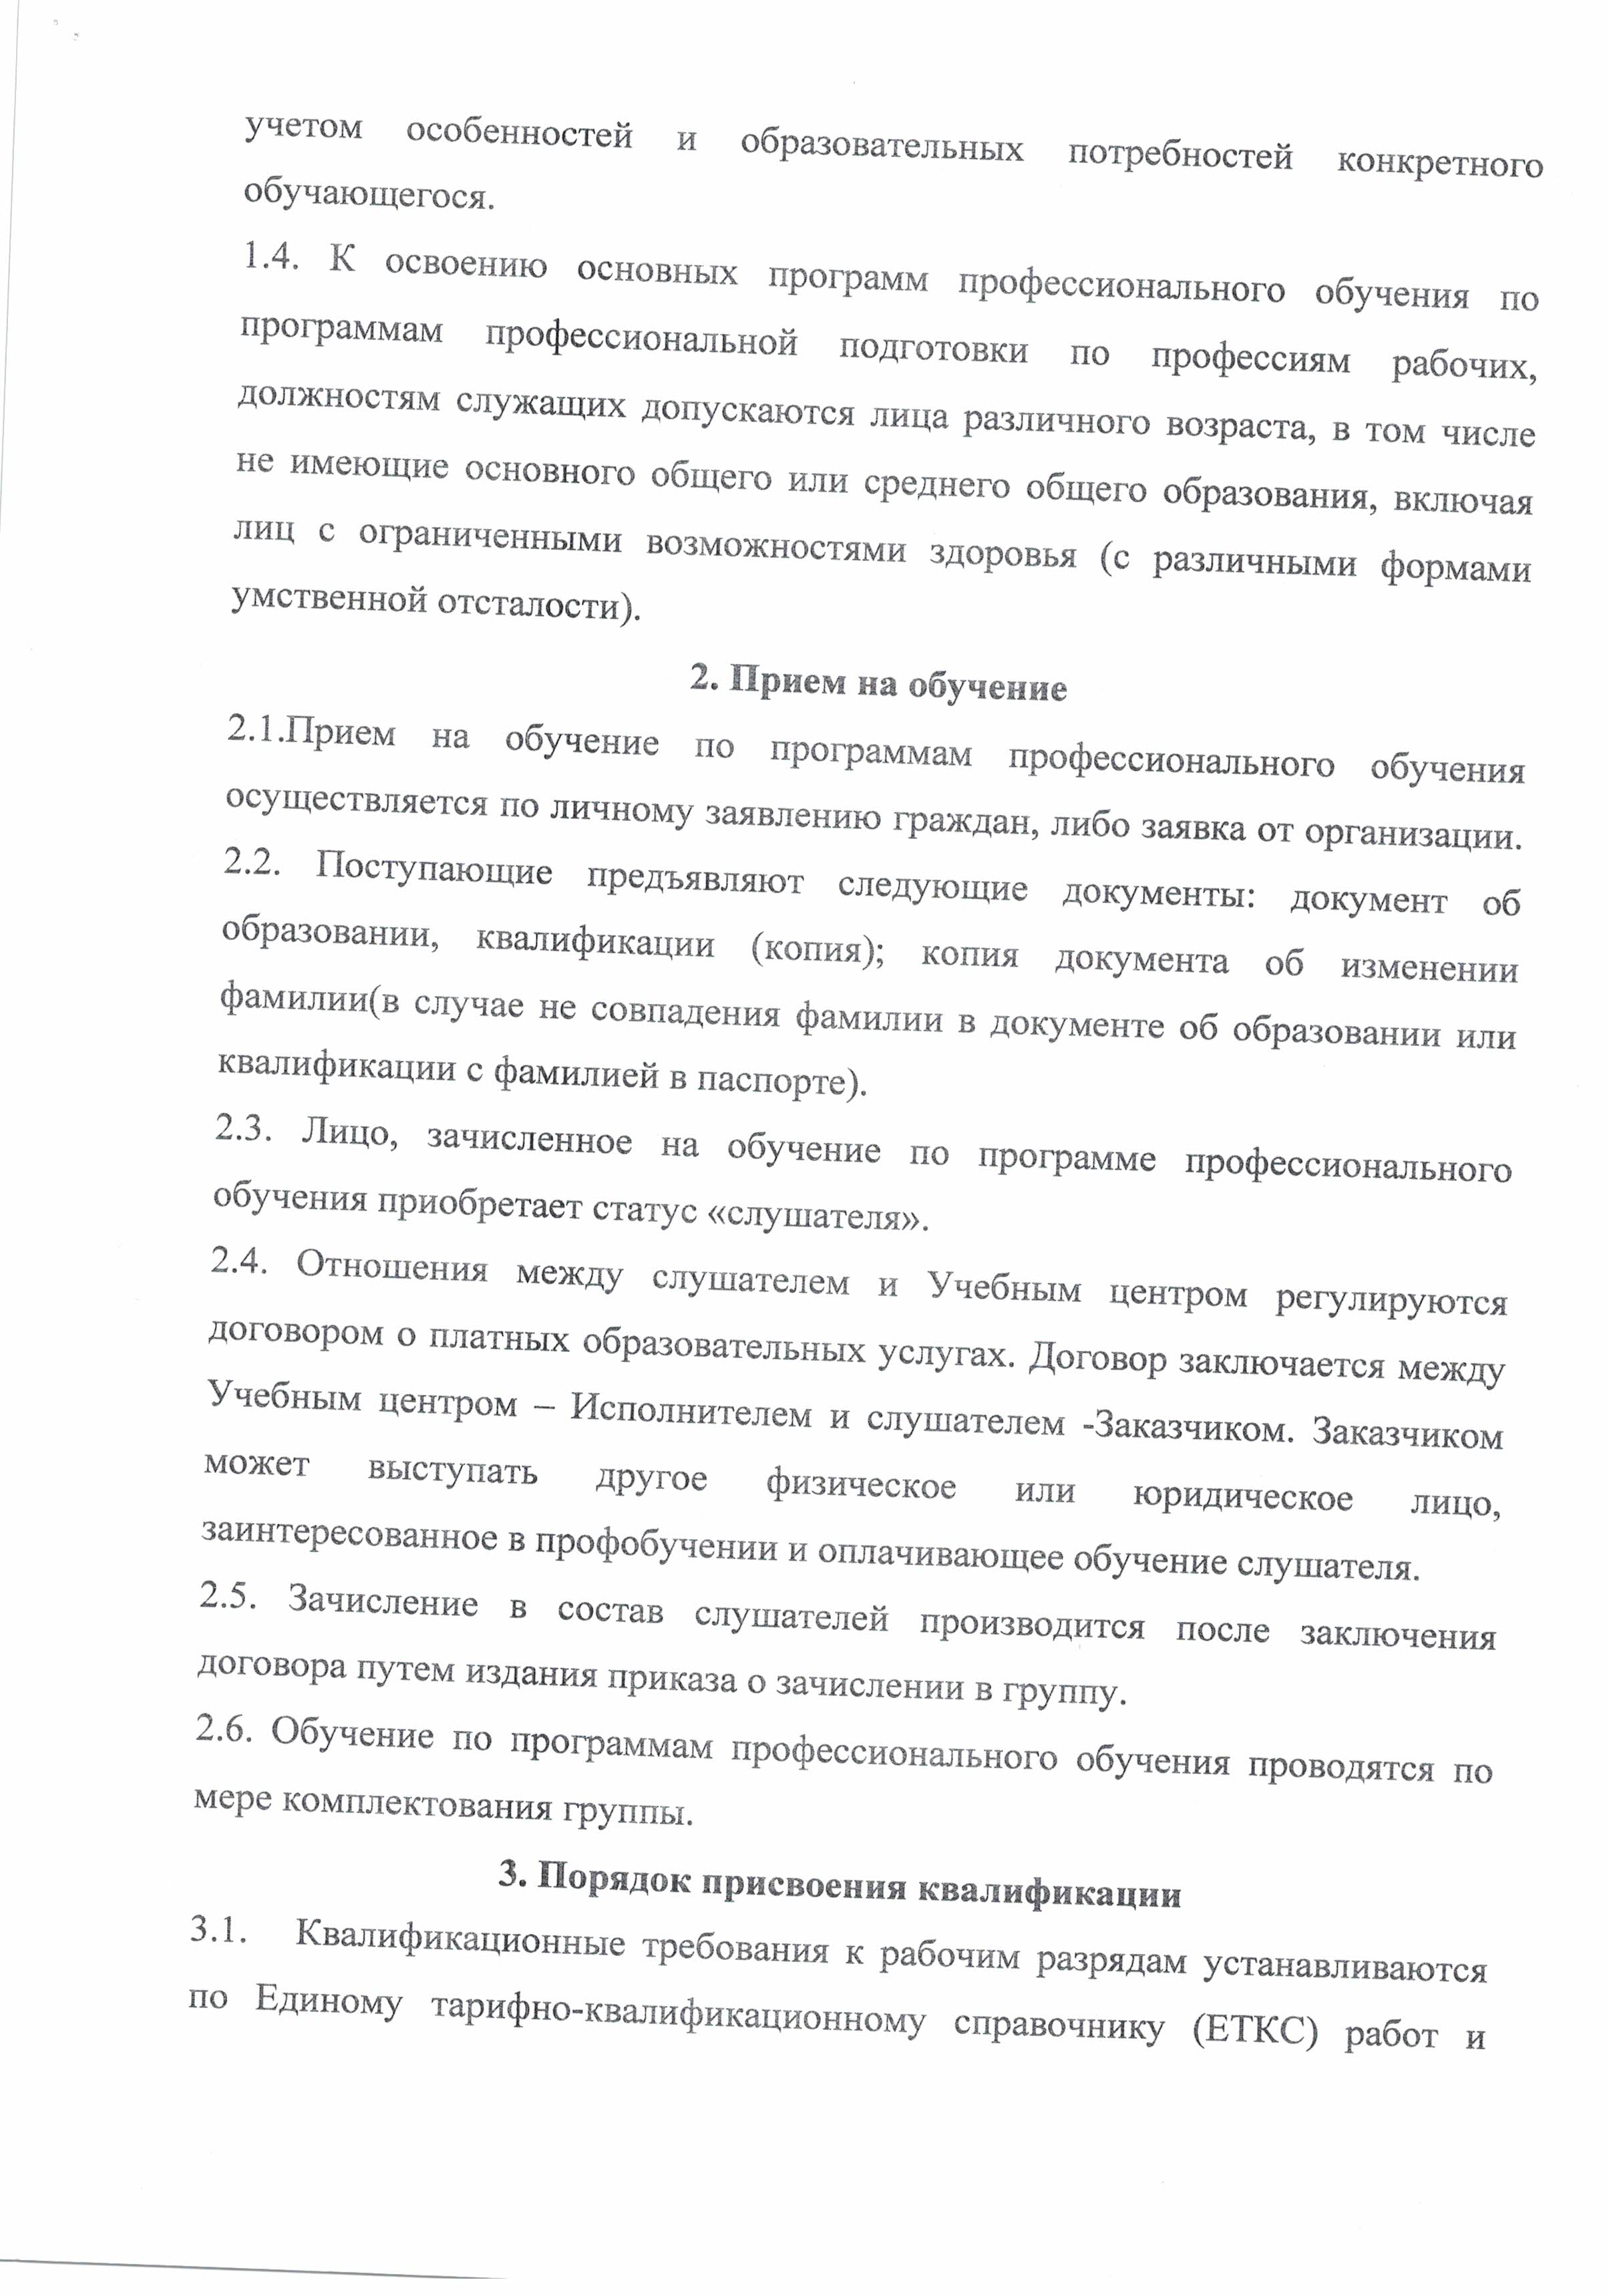 учетом особенностей и образовательных потребностей конкретного
обучающегося.
1.4. К освоению основных программ профессионального обучения по
программам профессиональной подготовки по профессиям рабочих,
должностям служащих допускаются лица различного возраста, в том числе
не имеющие основного общего или среднего общего образования, включая
лиц с ограниченными возможностями здоровья (с различными формами
умственной отсталости).
2. Прием на обучение
2.1.Прием на обучение по программам профессионального обучения
осуществляется по личному заявлению граждан, либо заявка от организации.
2.2. Поступающие предъявляют следующие документы: документ об
образовании, квалификации (копия); копия документа об изменении
фамилии(в случае не совпадения фамилии в документе об образовании или
квалификации с фамилией в паспорте).
2.3. Лицо, зачисленное на обучение по программе профессионального
обучения приобретает статус «слушателя».
2.4. Отношения между слушателем и Учебным центром регулируются
договором о платных образовательных услугах. Договор заключается между
Учебным центром – Исполнителем и слушателем -Заказчиком. Заказчиком
может выступать другое физическое или юридическое лицо,
заинтересованное в профобучении и оплачивающее обучение слушателя.
2.5. Зачисление в состав слушателей производится после заключения
договора путем издания приказа о зачислении в группу.
2.6. Обучение по программам профессионального обучения проводятся по
мере комплектования группы.
3. Порядок присвоения квалификации
3.1. Квалификационные требования к рабочим разрядам устанавливаются
по Единому тарифно-квалификационному справочнику (ЕТКС) работ и